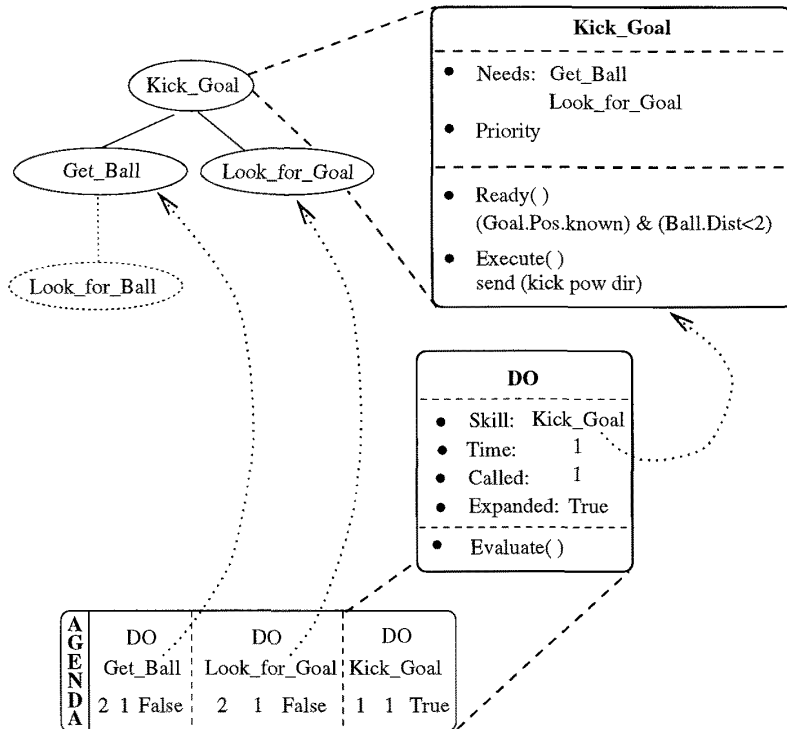 Kick_Goal
Get_Ball
Look_for_Goal
Look_for_Ball
Kick_Goal
• Needs: Get_Ball
Look_for_Goal
• Priority
• Ready( )
(Goal.Pos.known) & (Ball.Dist<2)
• Execute( )
send (kick pow dir)
DO
• Skill: Kick_Goal
• Time: 1
• Called: 1
• Expanded: True
• Evaluate( )
AGENDA
DO
Get_Ball
2 1 False
DO
Look_for_Goal
2 1 False
DO
Kick_Goal
1 1 True